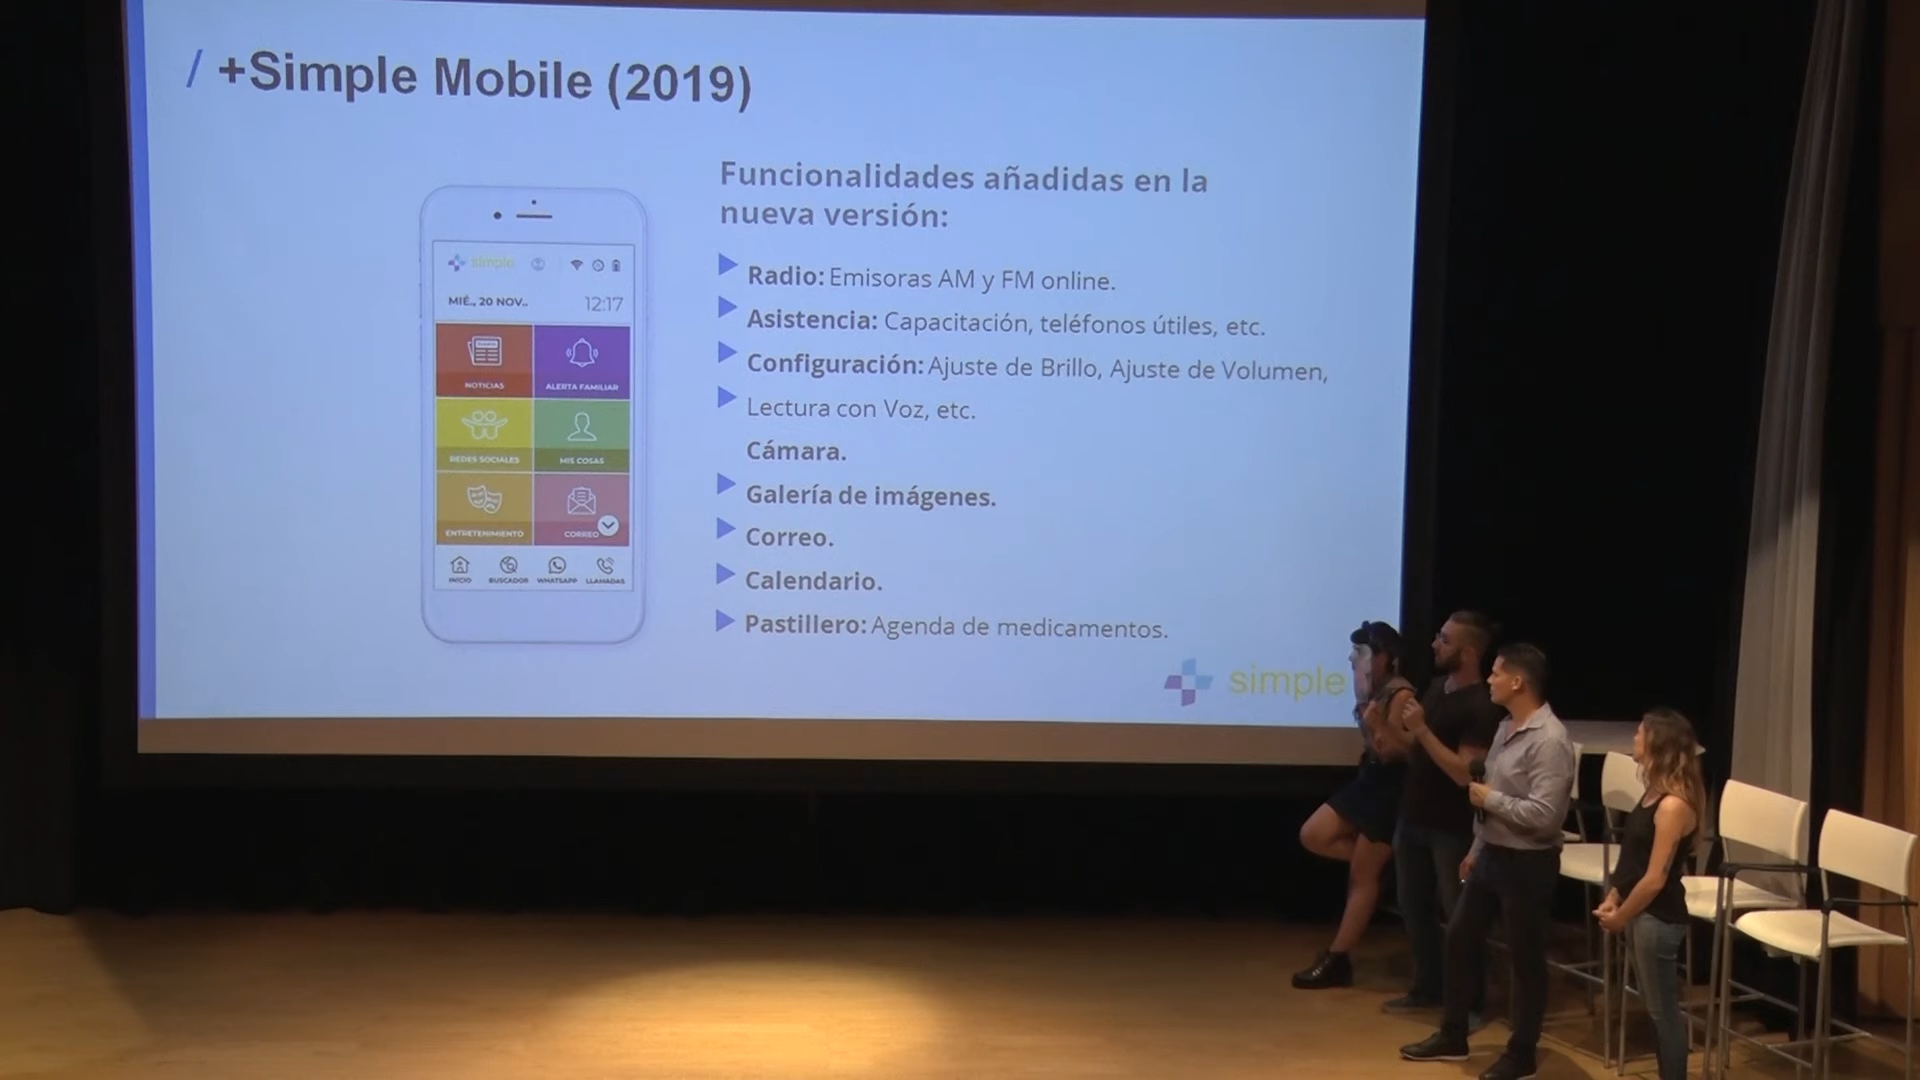 / +Simple Mobile (2019)
simple
MIÉ., 20 NOV..
12:17
NOTICIAS
ALERTA FAMILIAR
REDES SOCIALES
MIS COSAS
ENTRETENIMIENTO
CORREO
INICIO
BUSCADOR
WHATSAPP
LLAMADAS
Funcionalidades añadidas en la
nueva versión:
Radio: Emisoras AM y FM online.
Asistencia: Capacitación, teléfonos útiles, etc.
Configuración: Ajuste de Brillo, Ajuste de Volumen,
Lectura con Voz, etc.
Cámara.
Galería de imágenes.
Correo.
Calendario.
Pastillero: Agenda de medicamentos.
simple